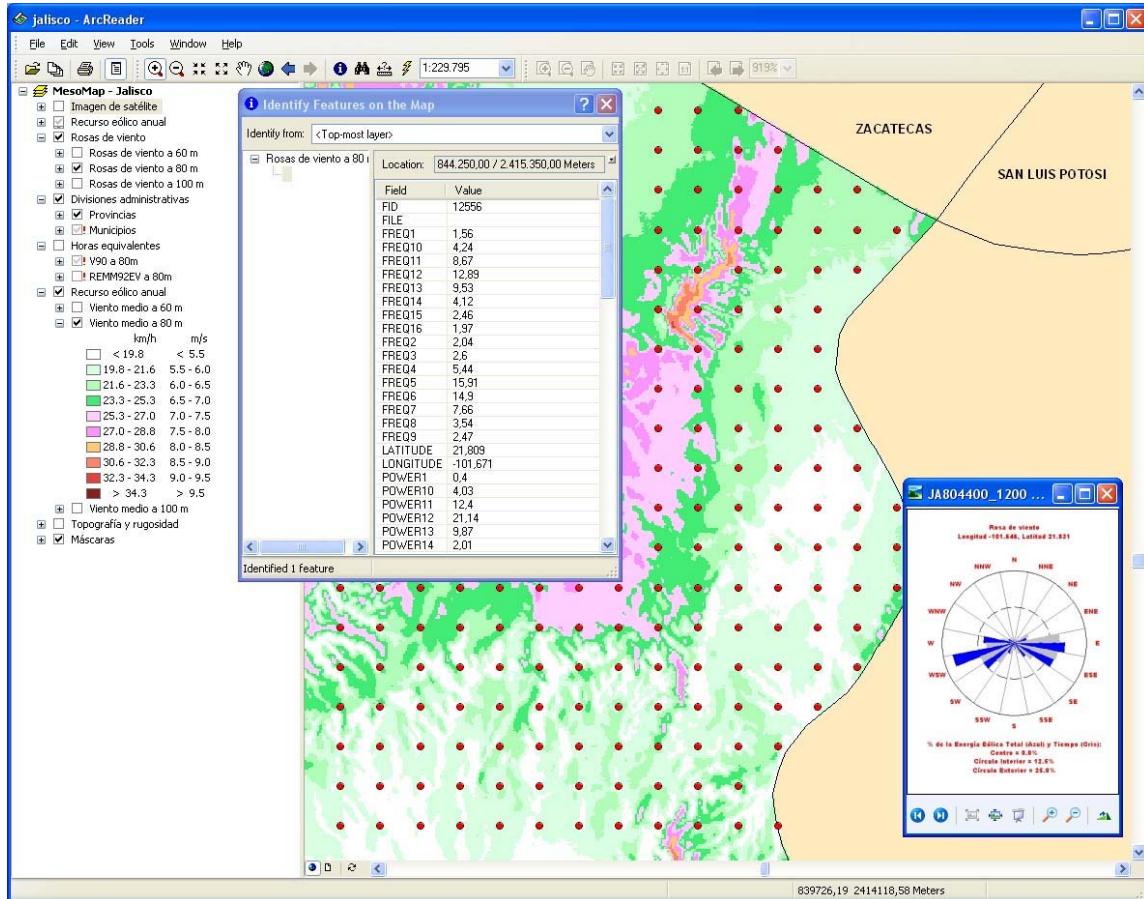 jalisco - ArcReader
File Edit View Tools Window Help
1:229.795
919%
MesoMap - Jalisco
Imagen de satélite
Recurso eólico anual
Rosas de viento
Rosas de viento a 60 m
Rosas de viento a 80 m
Rosas de viento a 100 m
Divisiones administrativas
Provincias
Municipios
Horas equivalentes
V90 a 80m
REMM92EV a 80m
Recurso eólico anual
Viento medio a 60 m
Viento medio a 80 m
km/h m/s
< 19.8 < 5.5
19.8 - 21.6 5.5 - 6.0
21.6 - 23.3 6.0 - 6.5
23.3 - 25.3 6.5 - 7.0
25.3 - 27.0 7.0 - 7.5
27.0 - 28.8 7.5 - 8.0
28.8 - 30.6 8.0 - 8.5
30.6 - 32.3 8.5 - 9.0
32.3 - 34.3 9.0 - 9.5
> 34.3 > 9.5
Viento medio a 100 m
Topografía y rugosidad
Máscaras
Identify Features on the Map
Identify from: <Top-most layer>
Rosas de viento a 80
Location: 844.250,00 / 2.415.350,00 Meters
Field Value
FID 12556
FILE
FREQ1 1,56
FREQ10 4,24
FREQ11 8,67
FREQ12 12,89
FREQ13 9,53
FREQ14 4,12
FREQ15 2,46
FREQ16 1,97
FREQ2 2,04
FREQ3 2,6
FREQ4 5,44
FREQ5 15,91
FREQ6 14,9
FREQ7 7,66
FREQ8 3,54
FREQ9 2,47
LATITUDE 21,809
LONGITUDE -101,671
POWER1 0,4
POWER10 4,03
POWER11 12,4
POWER12 21,14
POWER13 9,87
POWER14 2,01
Identified 1 feature
ZACATECAS
SAN LUIS POTOSI
JA804400_1200 ...
Rosa de viento
N
NNW NNE
NW NE
WNW ENE
W E
WSW ESE
SW SE
SSW SSE
S
% de la Energía Eólica Total (Azul) y Tiempo (Gris):
839726,19 2414118,58 Meters